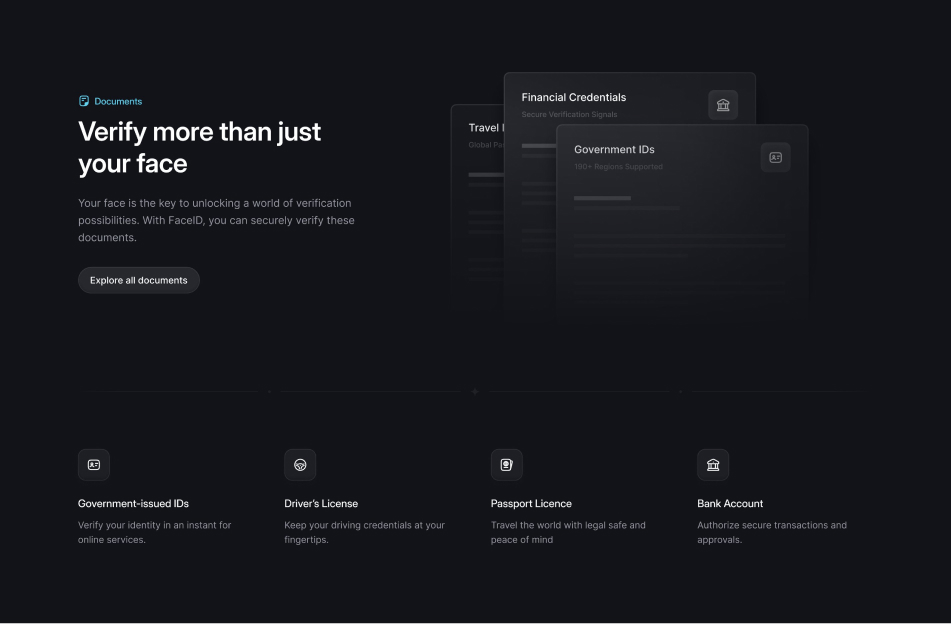 Documents
Verify more than just
your face
Your face is the key to unlocking a world of verification
possibilities. With FaceID, you can securely verify these
documents.
Explore all documents
Travel
Global
Financial Credentials
Secure Verification Signals
Government IDs
190+ Regions Supported
Government-issued IDs
Verify your identity in an instant for
online services.
Driver's License
Keep your driving credentials at your
fingertips.
Passport Licence
Travel the world with legal safe and
peace of mind
Bank Account
Authorize secure transactions and
approvals.